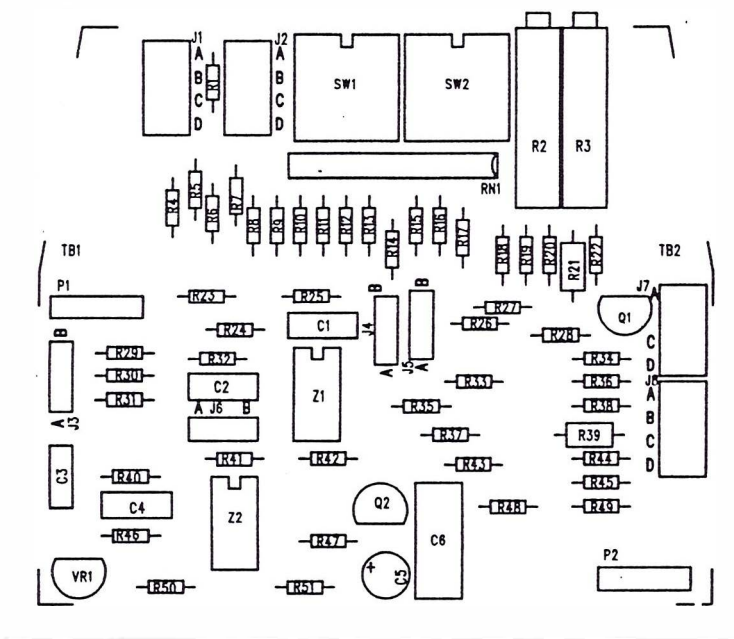 J1 J2
A A
B R1 B SW1 SW2
C C
D D
R2 R3
RN1
R4 R5 R6 R7 R8 R9 R10 R11 R12 R13 R14 R15 R16 R17 R18 R19 R20 R21 R22
TB1 TB2
P1 R23 R25 B B J7
A
R27
R24 C1 J4 R26 Q1
B R28
C
R29 R32 J5 R34
A A D
R30 C2 Z1 R33 R36 J8
A
R31 A J6 B R35 R38
B
A J3 R37 R39 C
R41 R42 R43 R44 D
C3 R40 R45
C4 Z2 Q2 C6 R48 R49
R46 R47
P2
VR1 + C5
R50 R51